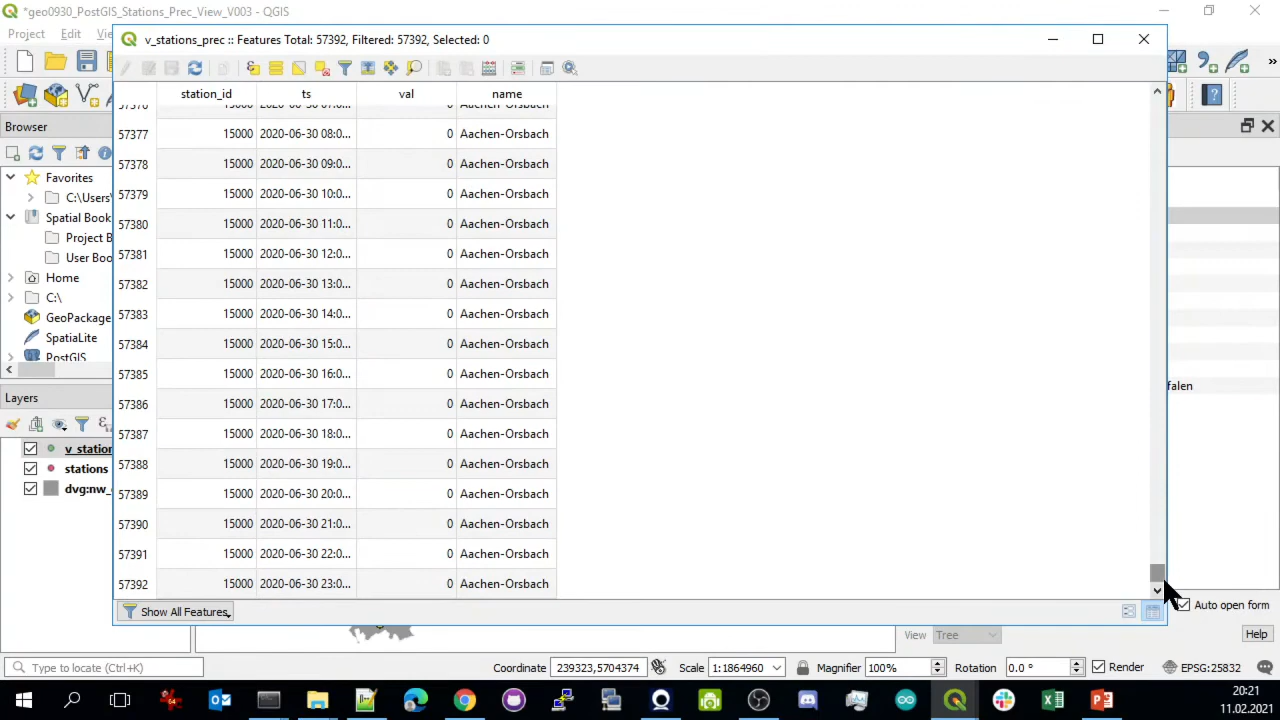 *geo0930_PostGIS_Stations_Prec_View_V003 - QGIS
Project Edit Vie
v_stations_prec :: Features Total: 57392, Filtered: 57392, Selected: 0
station_id ts val name
57377 15000 2020-06-30 08:0... 0 Aachen-Orsbach
57378 15000 2020-06-30 09:0... 0 Aachen-Orsbach
57379 15000 2020-06-30 10:0... 0 Aachen-Orsbach
57380 15000 2020-06-30 11:0... 0 Aachen-Orsbach
57381 15000 2020-06-30 12:0... 0 Aachen-Orsbach
57382 15000 2020-06-30 13:0... 0 Aachen-Orsbach
57383 15000 2020-06-30 14:0... 0 Aachen-Orsbach
57384 15000 2020-06-30 15:0... 0 Aachen-Orsbach
57385 15000 2020-06-30 16:0... 0 Aachen-Orsbach
57386 15000 2020-06-30 17:0... 0 Aachen-Orsbach
57387 15000 2020-06-30 18:0... 0 Aachen-Orsbach
57388 15000 2020-06-30 19:0... 0 Aachen-Orsbach
57389 15000 2020-06-30 20:0... 0 Aachen-Orsbach
57390 15000 2020-06-30 21:0... 0 Aachen-Orsbach
57391 15000 2020-06-30 22:0... 0 Aachen-Orsbach
57392 15000 2020-06-30 23:0... 0 Aachen-Orsbach
Show All Features
Browser
Favorites
C:\Users\
Spatial Book
Project B
User Boo
Home
C:\
GeoPackage
SpatiaLite
PostGIS
Layers
v_station
stations
dvg:nw_
falen
Auto open form
View Tree
Help
Type to locate (Ctrl+K)
Coordinate 239323,5704374 Scale 1:1864960 Magnifier 100% Rotation 0.0 ° Render EPSG:25832
20:21
11.02.2021